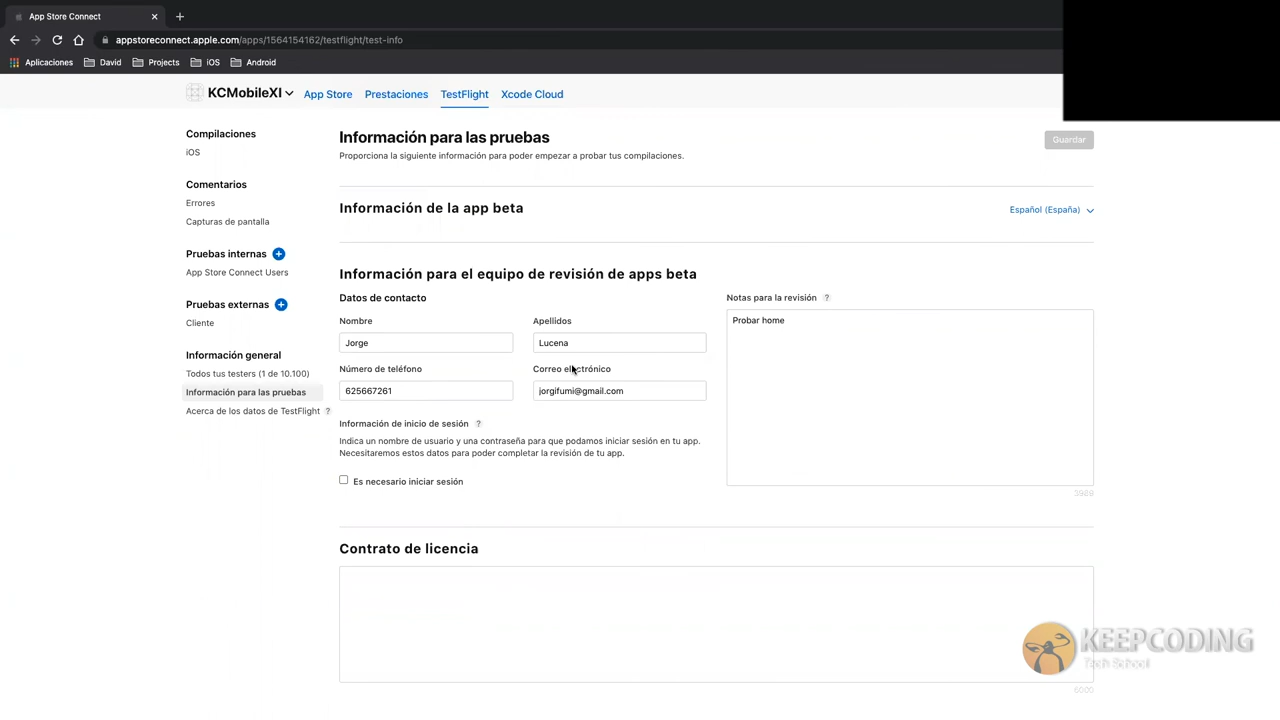 App Store Connect
appstoreconnect.apple.com/apps/1564154162/testflight/test-info
Aplicaciones David Projects iOS Android
KCMobileXI App Store Prestaciones TestFlight Xcode Cloud
Compilaciones
iOS
Comentarios
Errores
Capturas de pantalla
Pruebas internas
App Store Connect Users
Pruebas externas
Cliente
Información general
Todos tus testers (1 de 10.100)
Información para las pruebas
Acerca de los datos de TestFlight ?
Información para las pruebas
Guardar
Proporciona la siguiente información para poder empezar a probar tus compilaciones.
Información de la app beta
Español (España)
Información para el equipo de revisión de apps beta
Datos de contacto
Nombre Apellidos
Jorge Lucena
Número de teléfono Correo electrónico
625667261 jorgifumi@gmail.com
Información de inicio de sesión ?
Indica un nombre de usuario y una contraseña para que podamos iniciar sesión en tu app.
Necesitaremos estos datos para poder completar la revisión de tu app.
Es necesario iniciar sesión
Notas para la revisión ?
Probar home
Contrato de licencia
KEEPCODING
Tech School